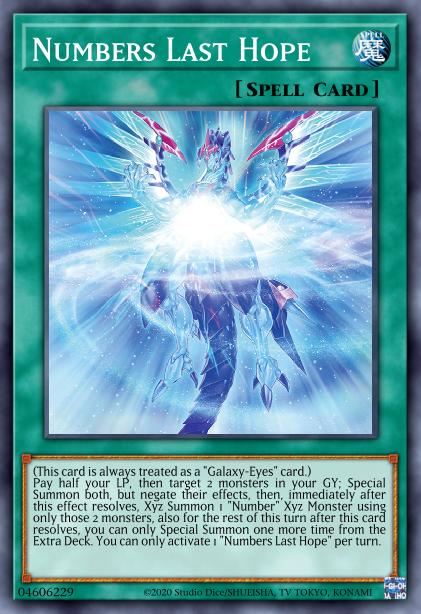 NUMBERS LAST HOPE
SPELL
魔
[SPELL CARD]
(This card is always treated as a "Galaxy-Eyes" card.)
Pay half your LP, then target 2 monsters in your GY; Special
Summon both, but negate their effects, then, immediately after
this effect resolves, Xyz Summon 1 "Number" Xyz Monster using
only those 2 monsters, also for the rest of this turn after this card
resolves, you can only Special Summon one more time from the
Extra Deck. You can only activate 1 "Numbers Last Hope" per turn.
04606229
©2020 Studio Dice/SHUEISHA, TV TOKYO, KONAMI